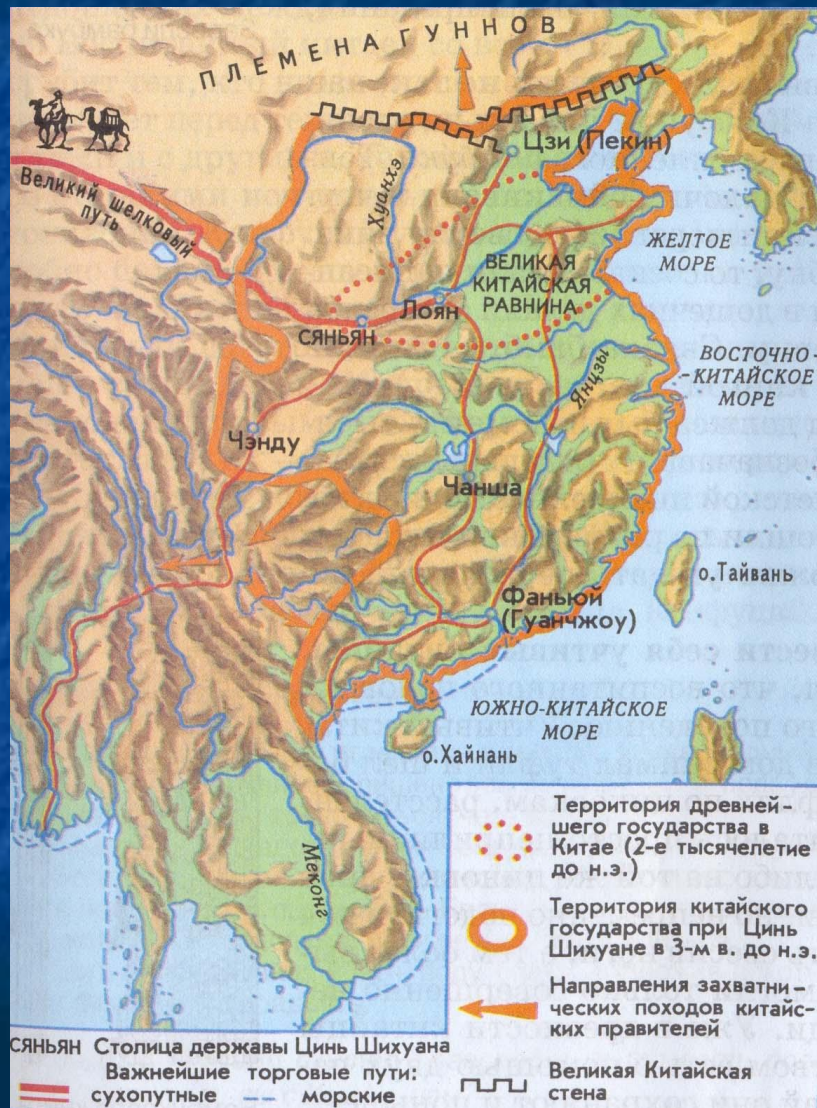 ПЛЕМЕНА ГУННОВ
Цзи (Пекин)
Великий шелковый
путь
Хуанхэ
ЖЕЛТОЕ
МОРЕ
ВЕЛИКАЯ
КИТАЙСКАЯ
РАВНИНА
Лоян
СЯНЬЯН
ВОСТОЧНО-
-КИТАЙСКОЕ
МОРЕ
Янцзы
Чэнду
Чанша
о.Тайвань
Фаньюй
(Гуанчжоу)
ЮЖНО-КИТАЙСКОЕ
МОРЕ
о.Хайнань
Меконг
Территория древней-
шего государства в
Китае (2-е тысячелетие
до н.э.)
Территория китайского
государства при Цинь
Шихуане в 3-м в. до н.э.
Направления захватни-
ческих походов китайс-
ких правителей
Великая Китайская
стена
СЯНЬЯН Столица державы Цинь Шихуана
Важнейшие торговые пути:
сухопутные морские